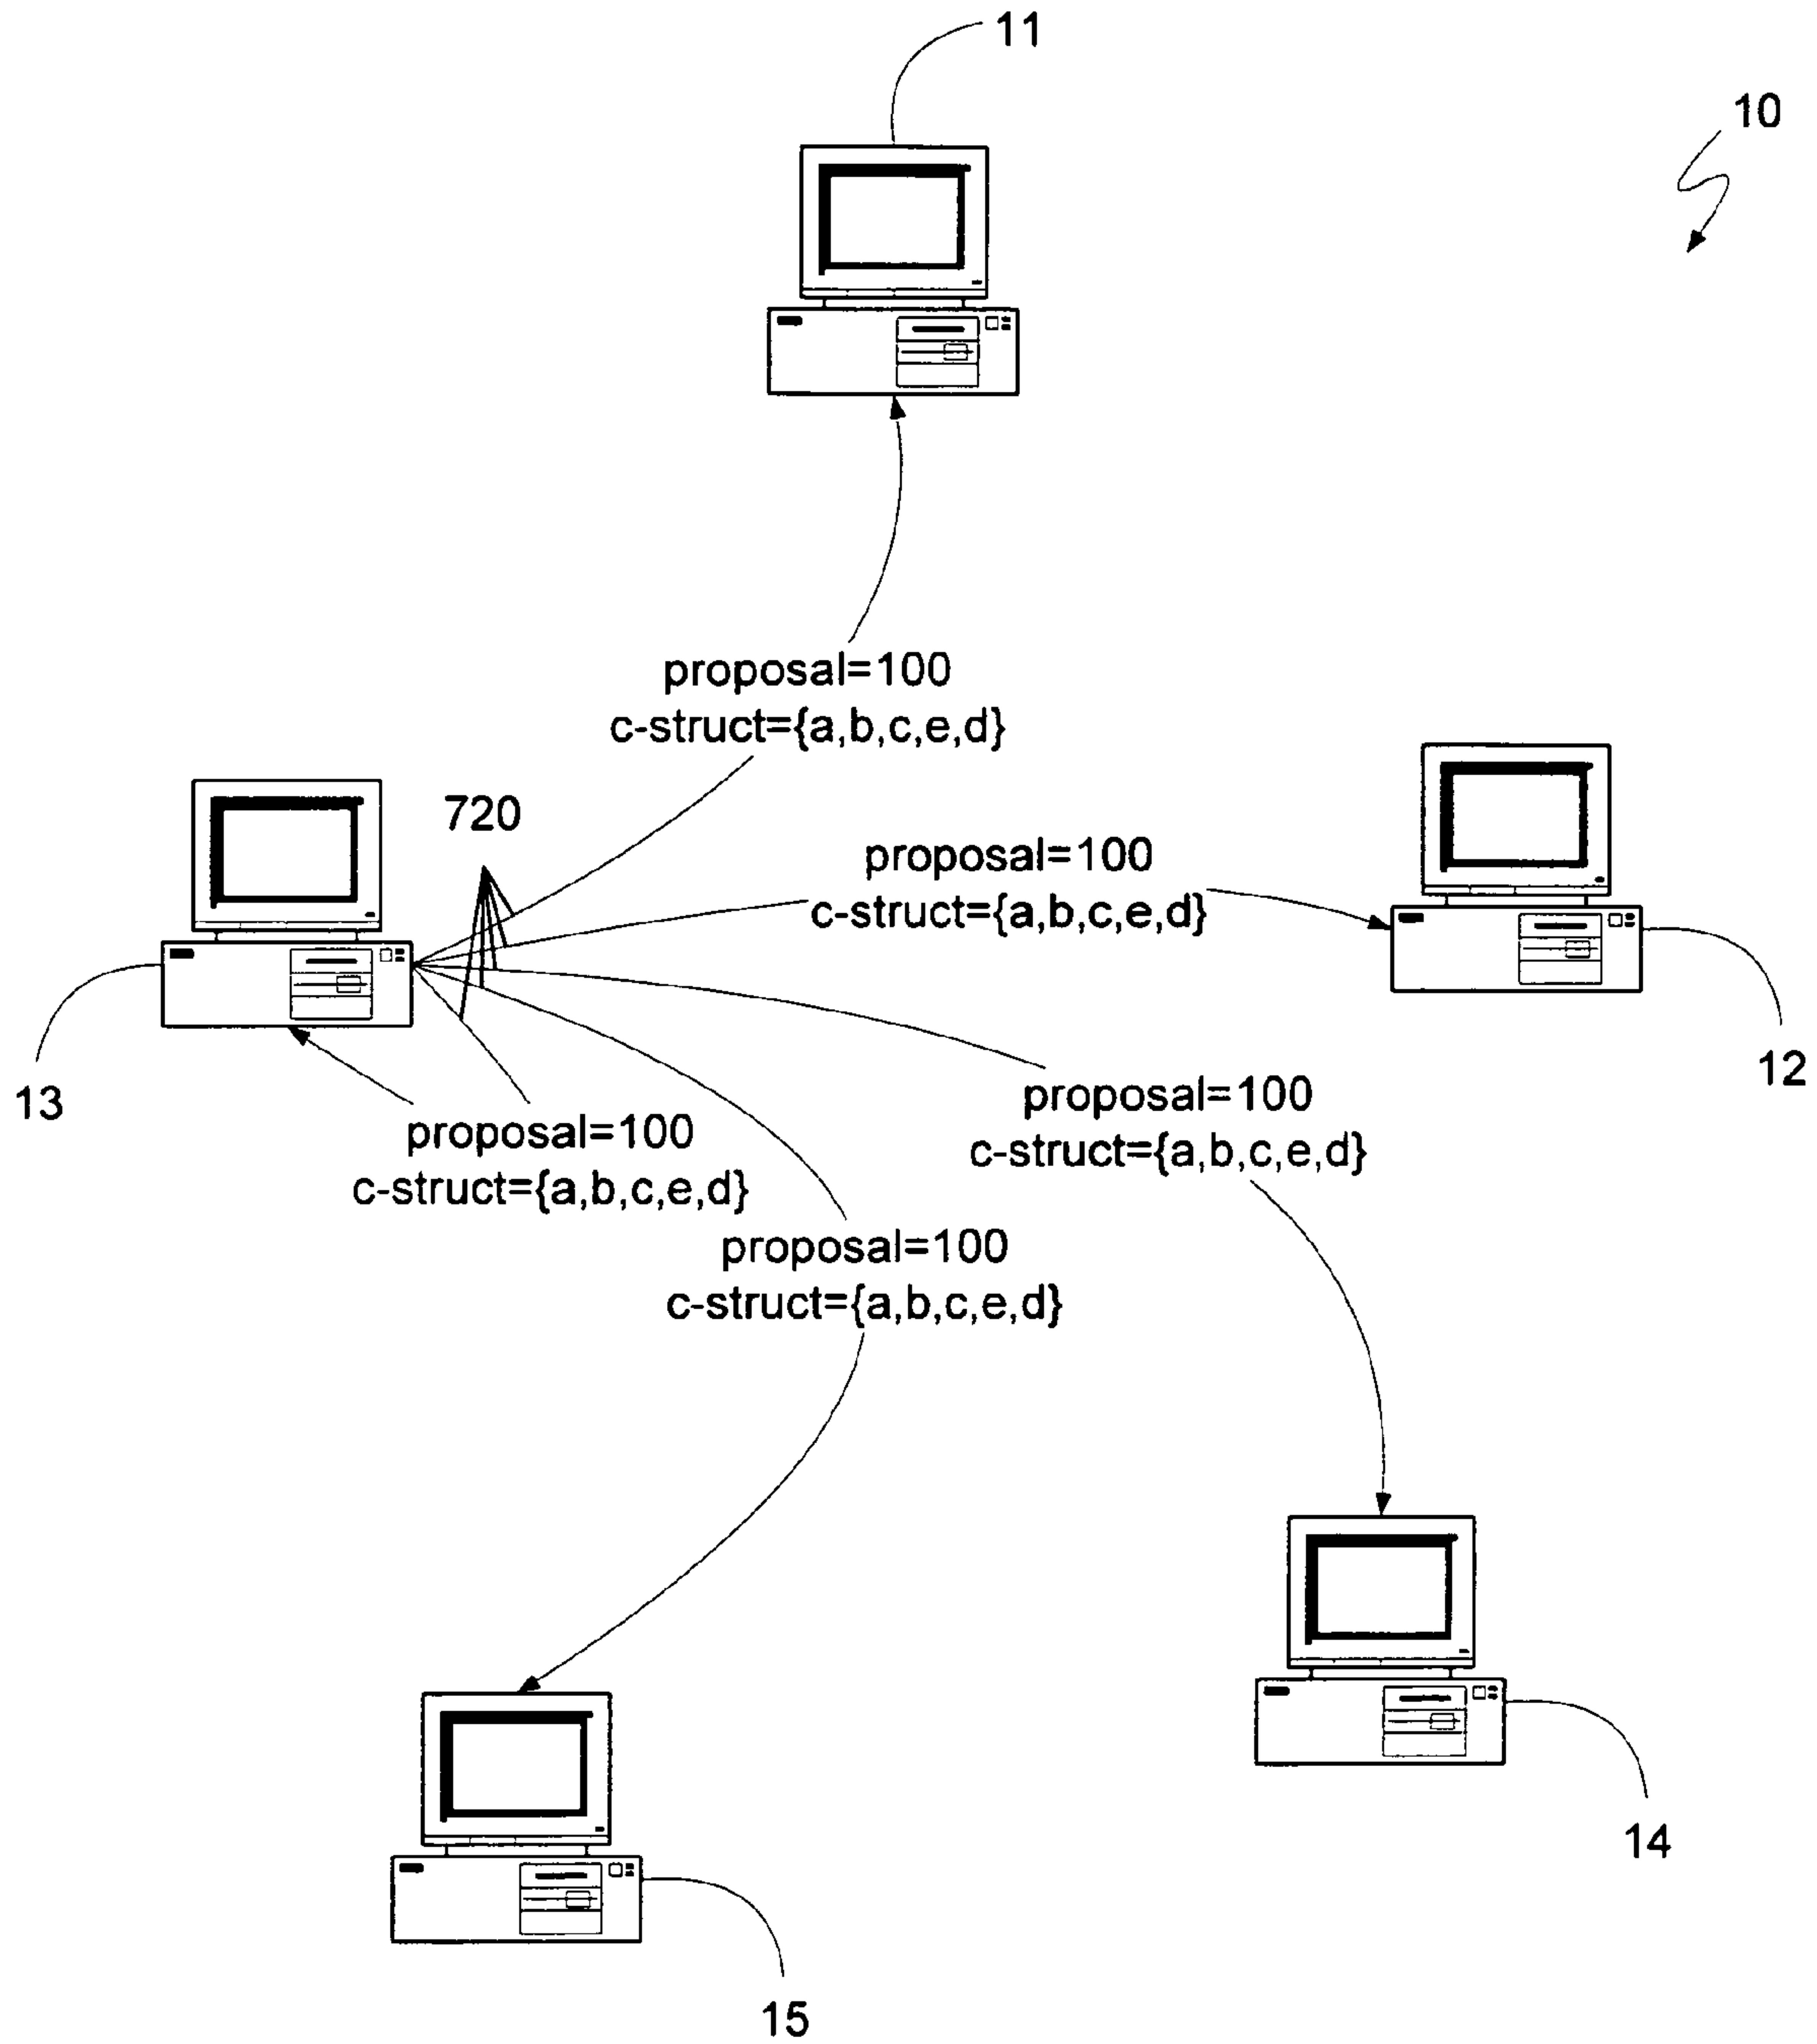 11
10
proposal=100
c-struct={a,b,c,e,d}
720
proposal=100
c-struct={a,b,c,e,d}
12
13
proposal=100
c-struct={a,b,c,e,d}
proposal=100
c-struct={a,b,c,e,d}
proposal=100
c-struct={a,b,c,e,d}
14
15